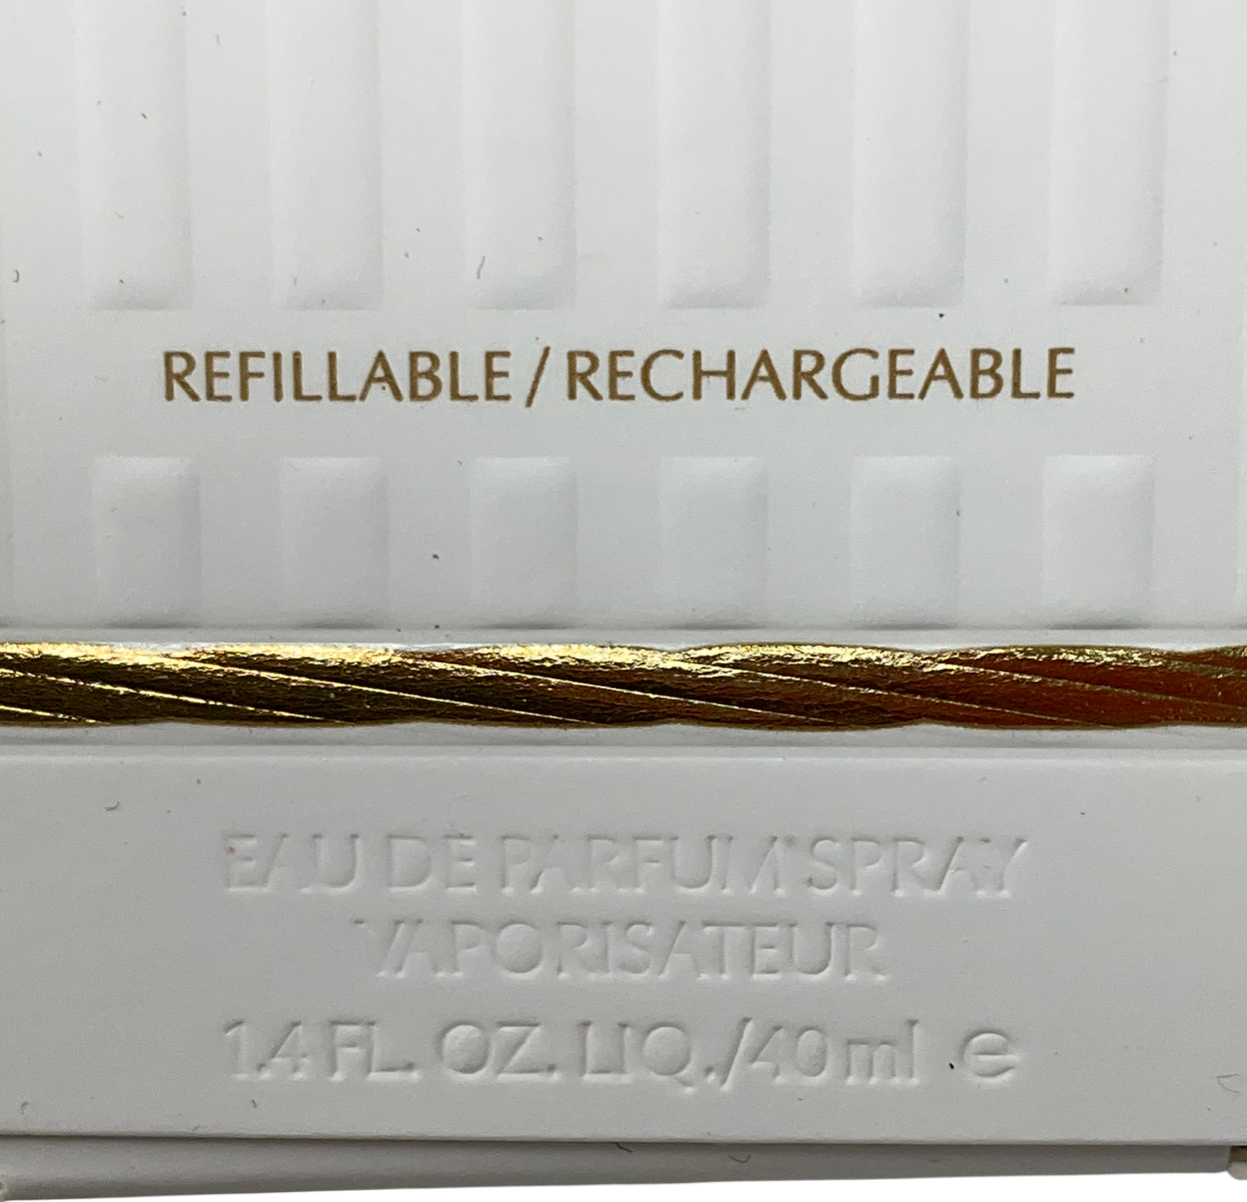 REFILLABLE / RECHARGEABLE
EAU DE PARFUM SPRAY
VAPORISATEUR
1.4 FL. OZ. LIQ./40 ml ℮